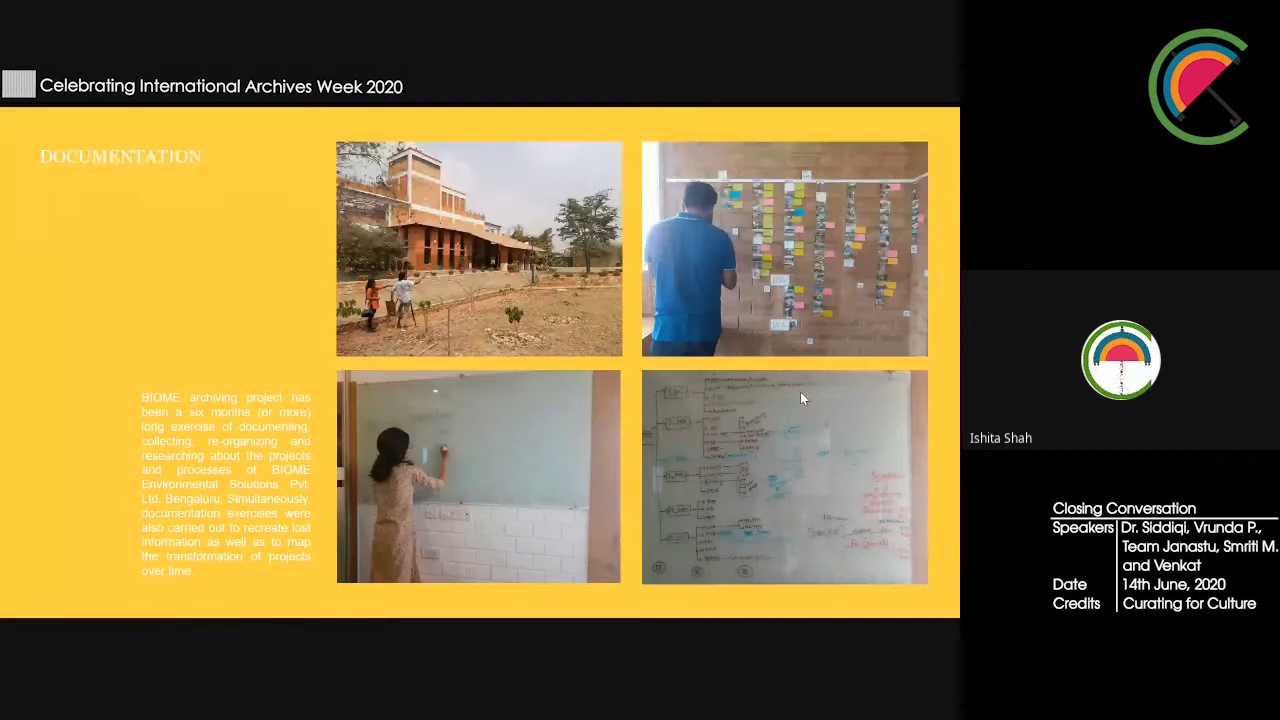 Celebrating International Archives Week 2020
DOCUMENTATION
BIOME archiving project has
been a six months (or more)
long exercise of documenting,
collecting, re-organizing and
researching about the projects
and processes of BIOME
Environmental Solutions Pvt.
Ltd. Bengaluru. Simultaneously,
documentation exercises were
also carried out to recreate lost
information as well as to map
the transformation of projects
over time.
Ishita Shah
Closing Conversation
Speakers Dr. Siddiqi, Vrunda P.,
Team Janastu, Smriti M.
and Venkat
Date 14th June, 2020
Credits Curating for Culture